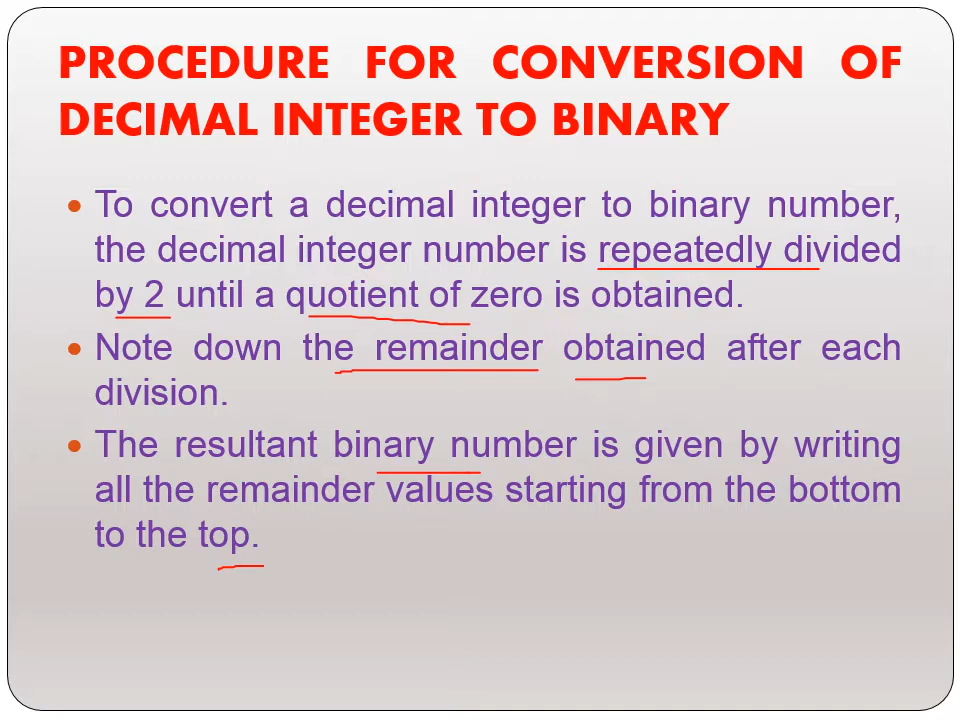 PROCEDURE FOR CONVERSION OF
DECIMAL INTEGER TO BINARY
• To convert a decimal integer to binary number,
the decimal integer number is repeatedly divided
by 2 until a quotient of zero is obtained.
• Note down the remainder obtained after each
division.
• The resultant binary number is given by writing
all the remainder values starting from the bottom
to the top.